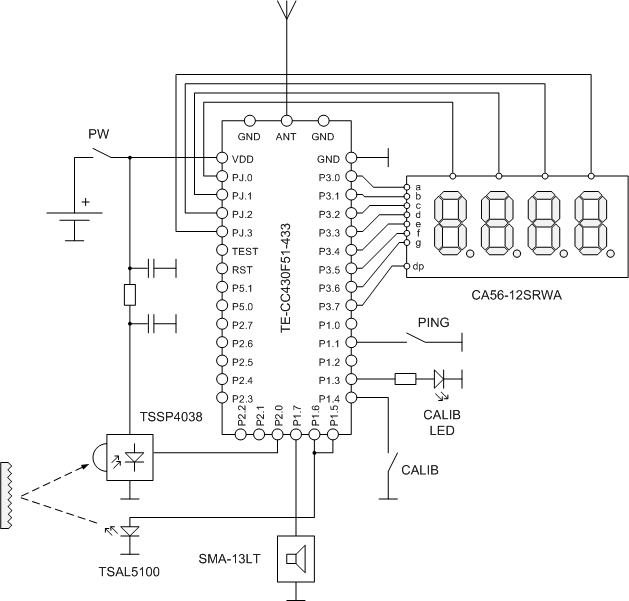 GND ANT GND
PW
+
VDD
PJ.0
PJ.1
PJ.2
PJ.3
TEST
RST
P5.1
P5.0
P2.7
P2.6
P2.5
P2.4
P2.3
TE-CC430F51-433
GND
P3.0
P3.1
P3.2
P3.3
P3.4
P3.5
P3.6
P3.7
P1.0
P1.1
P1.2
P1.3
P1.4
P2.2
P2.1
P2.0
P1.7
P1.6
P1.5
a
b
c
d
e
f
g
dp
8.8.8.8.
CA56-12SRWA
PING
CALIB
LED
CALIB
TSSP4038
TSAL5100
SMA-13LT